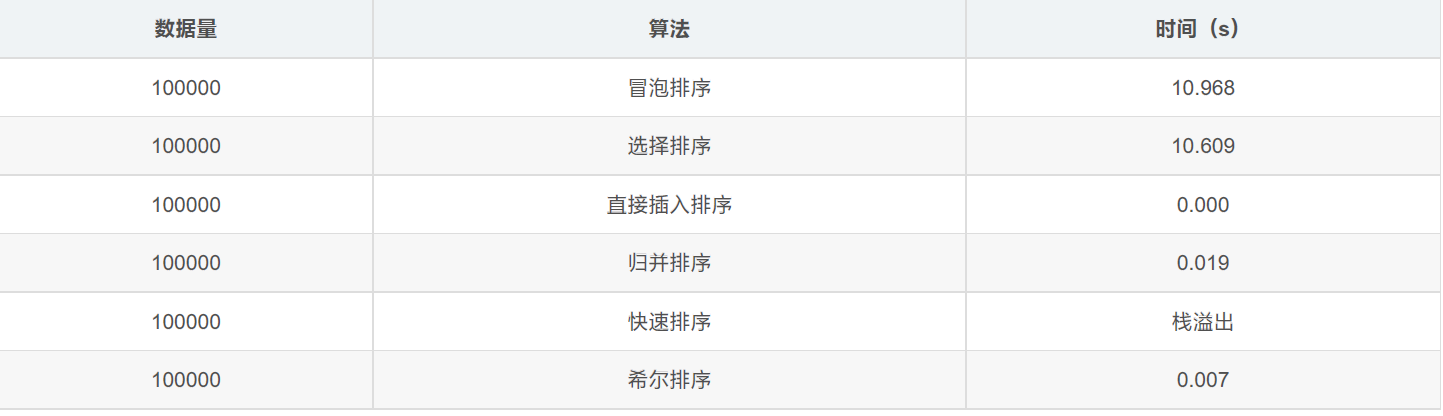 数据量 算法 时间（s）
100000 冒泡排序 10.968
100000 选择排序 10.609
100000 直接插入排序 0.000
100000 归并排序 0.019
100000 快速排序 栈溢出
100000 希尔排序 0.007